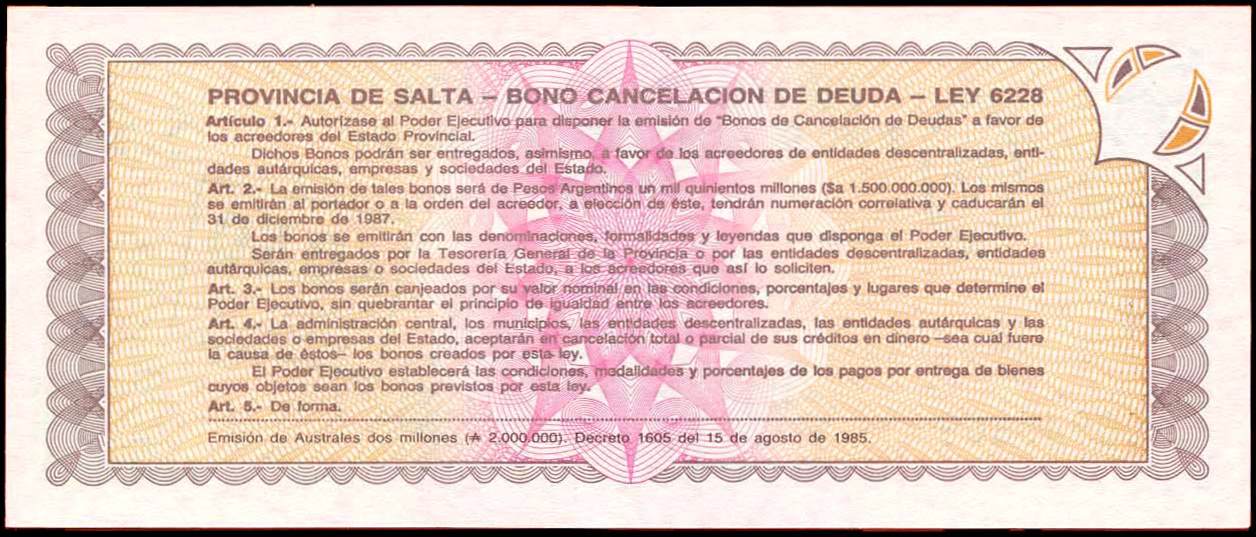 PROVINCIA DE SALTA – BONO CANCELACION DE DEUDA – LEY 6228
Artículo 1.- Autorízase al Poder Ejecutivo para disponer la emisión de "Bonos de Cancelación de Deudas" a favor de
los acreedores del Estado Provincial.
Dichos Bonos podrán ser entregados, asimismo, a favor de los acreedores de entidades descentralizadas, enti-
dades autárquicas, empresas y sociedades del Estado.
Art. 2.- La emisión de tales bonos será de Pesos Argentinos un mil quinientos millones ($a 1.500.000.000). Los mismos
se emitirán al portador o a la orden del acreedor, a elección de éste, tendrán numeración correlativa y caducarán el
31 de diciembre de 1987.
Los bonos se emitirán con las denominaciones, formalidades y leyendas que disponga el Poder Ejecutivo.
Serán entregados por la Tesorería General de la Provincia o por las entidades descentralizadas, entidades
autárquicas, empresas o sociedades del Estado, a los acreedores que así lo soliciten.
Art. 3.- Los bonos serán canjeados por su valor nominal en las condiciones, porcentajes y lugares que determine el
Poder Ejecutivo, sin quebrantar el principio de igualdad entre los acreedores.
Art. 4.- La administración central, los municipios, las entidades descentralizadas, las entidades autárquicas y las
sociedades o empresas del Estado, aceptarán en cancelación total o parcial de sus créditos en dinero –sea cual fuere
la causa de éstos– los bonos creados por esta ley.
El Poder Ejecutivo establecerá las condiciones, modalidades y porcentajes de los pagos por entrega de bienes
cuyos objetos sean los bonos previstos por esta ley.
Art. 5.- De forma.
Emisión de Australes dos millones (₳ 2.000.000). Decreto 1605 del 15 de agosto de 1985.